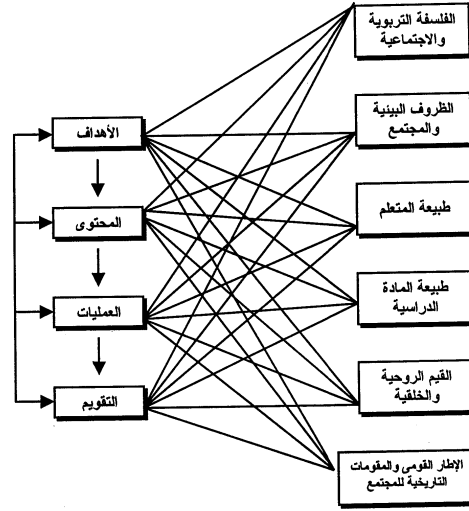 الفلسفة التربوية
والاجتماعية
الظروف البيئية
والمجتمع
طبيعة المتعلم
طبيعة المادة
الدراسية
القيم الروحية
والخلقية
الإطار القومى والمقومات
التاريخية للمجتمع
الأهداف
المحتوى
العمليات
التقويم